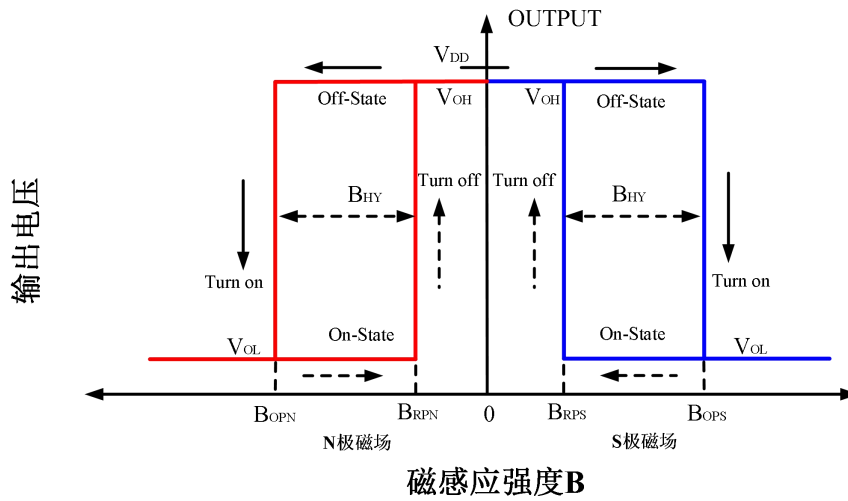 OUTPUT
VDD
Off-State
VOH
VOH
Off-State
Turn off
Turn off
BHY
BHY
输出电压
Turn on
Turn on
On-State
On-State
VOL
VOL
BOPN
BRPN
0
BRPS
BOPS
N极磁场
S极磁场
磁感应强度B